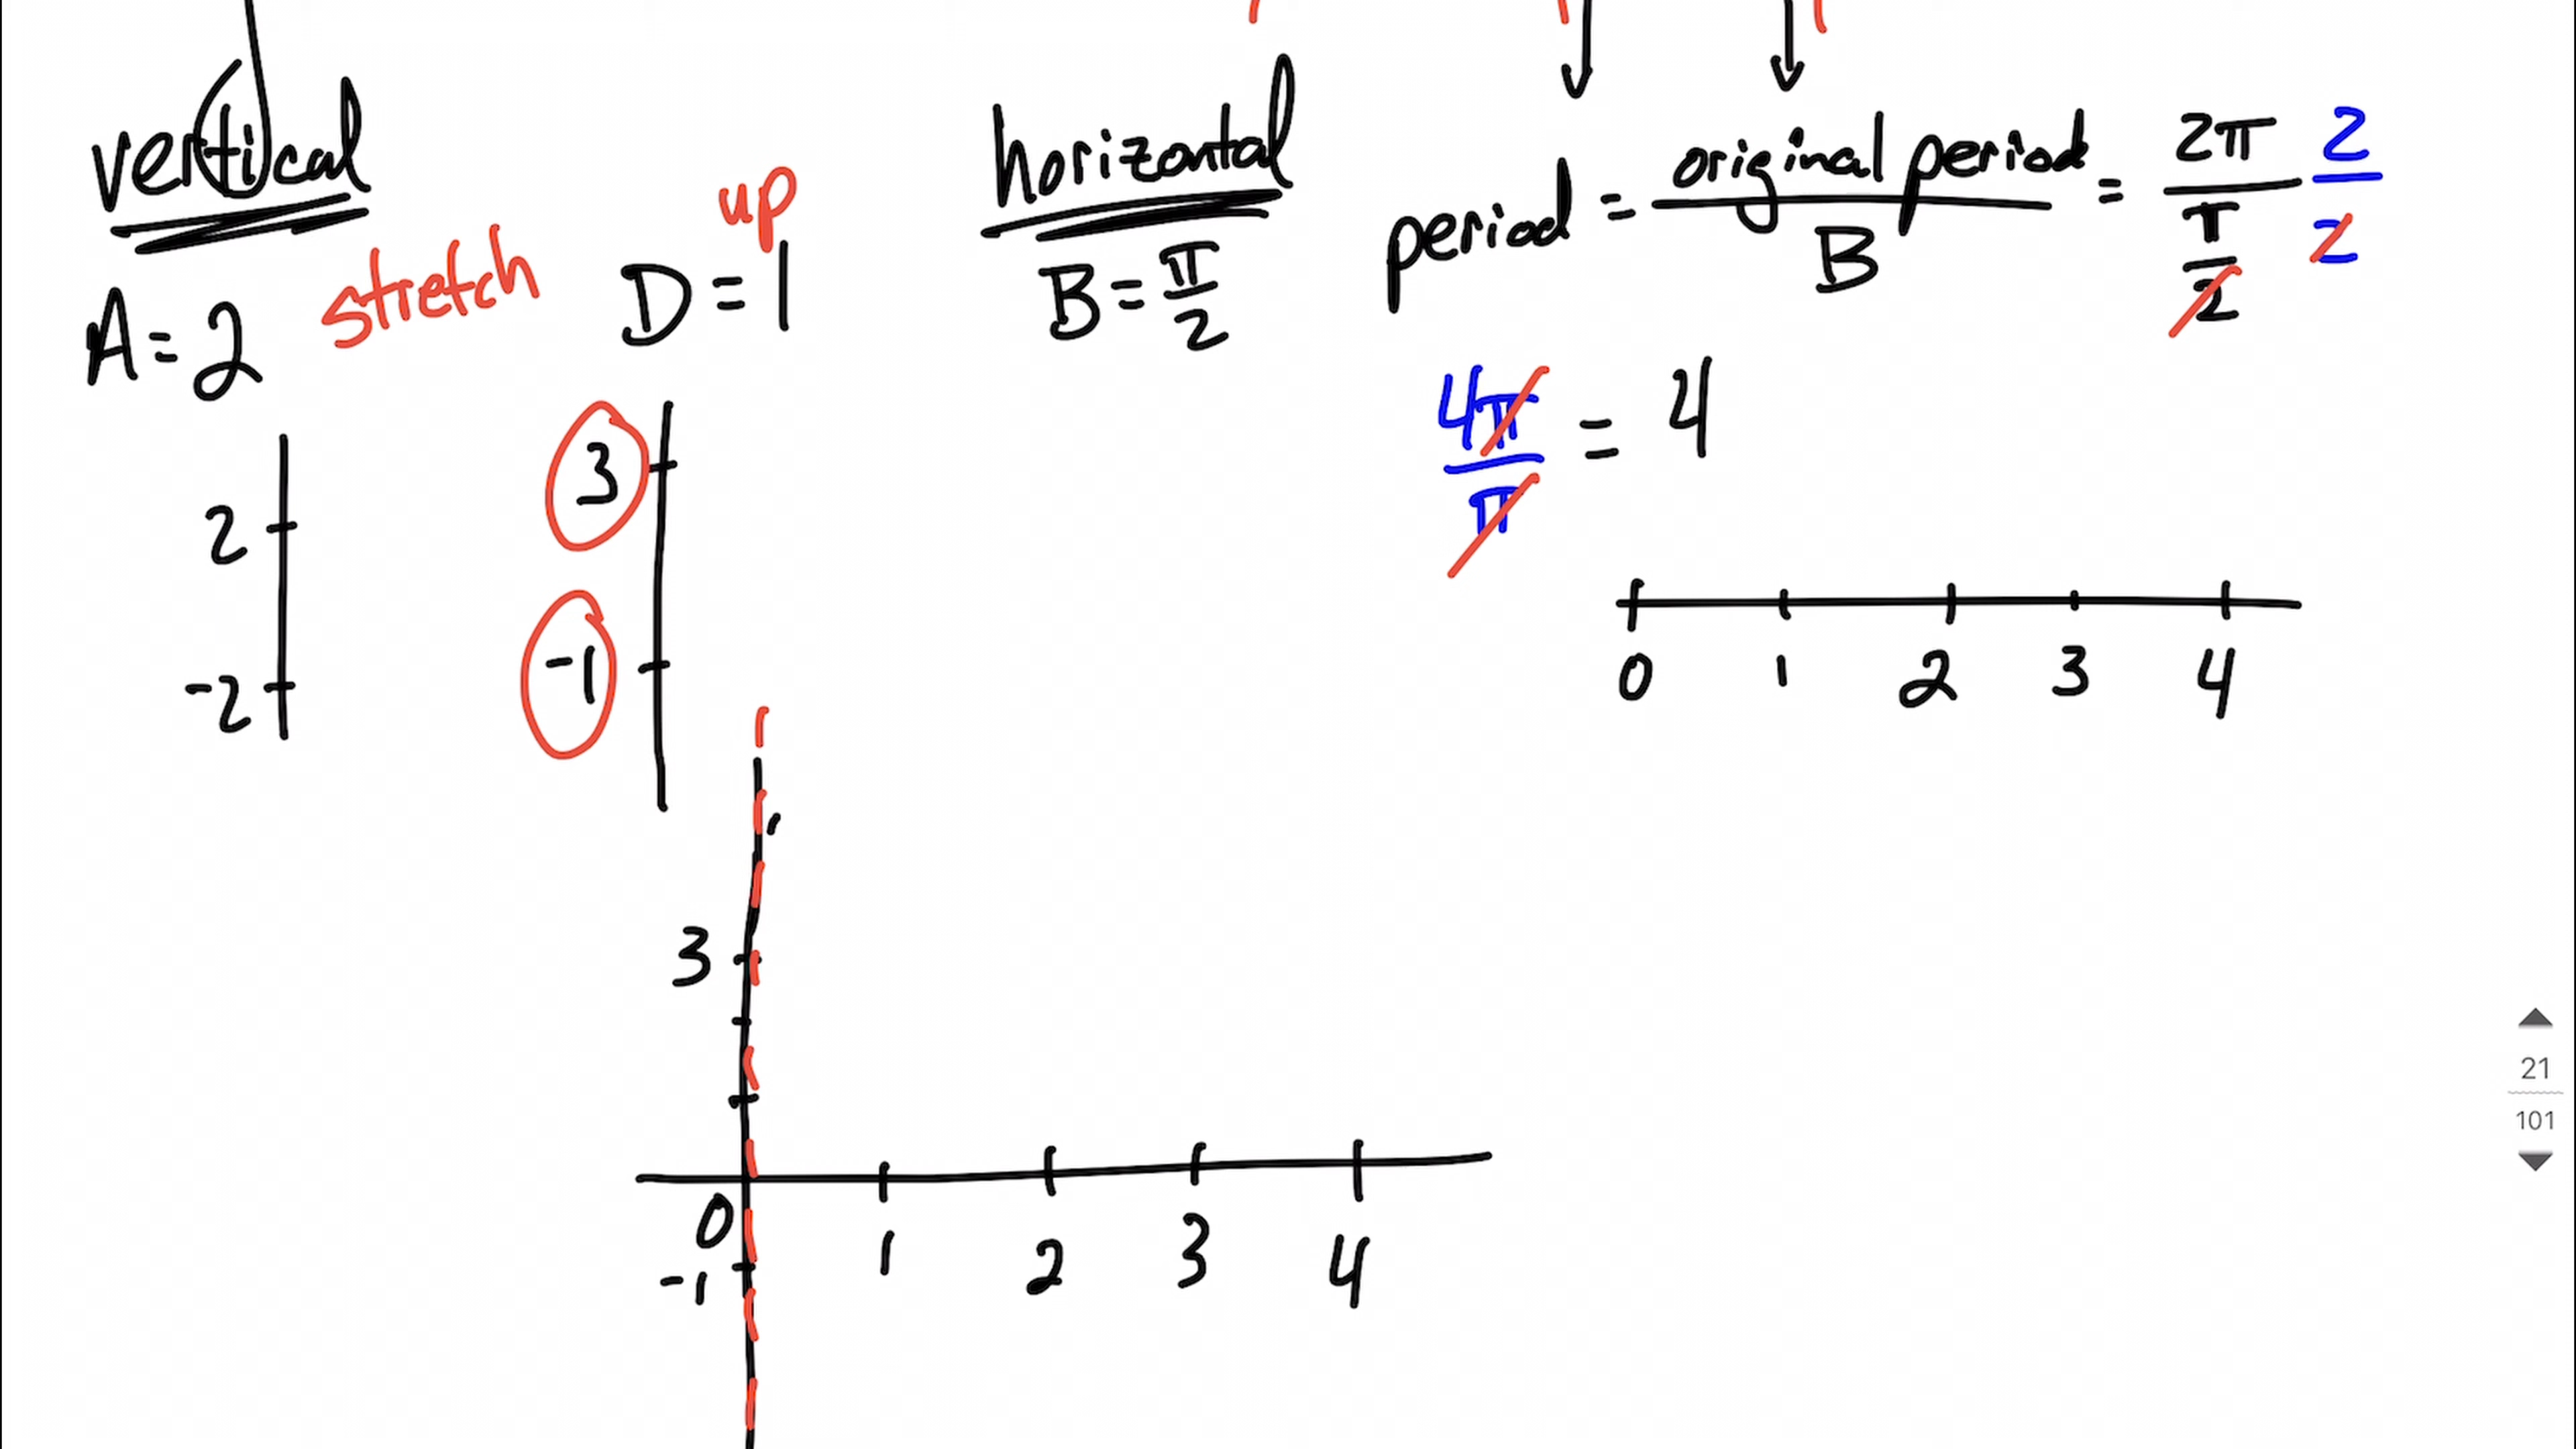 vertical
A = 2 stretch
D = 1 up
2
-2
3
-1
horizontal
B = π/2
period = original period / B = 2π / (π/2) 2/2
4π/π = 4
0 1 2 3 4
3
0
-1
1 2 3 4
21
101